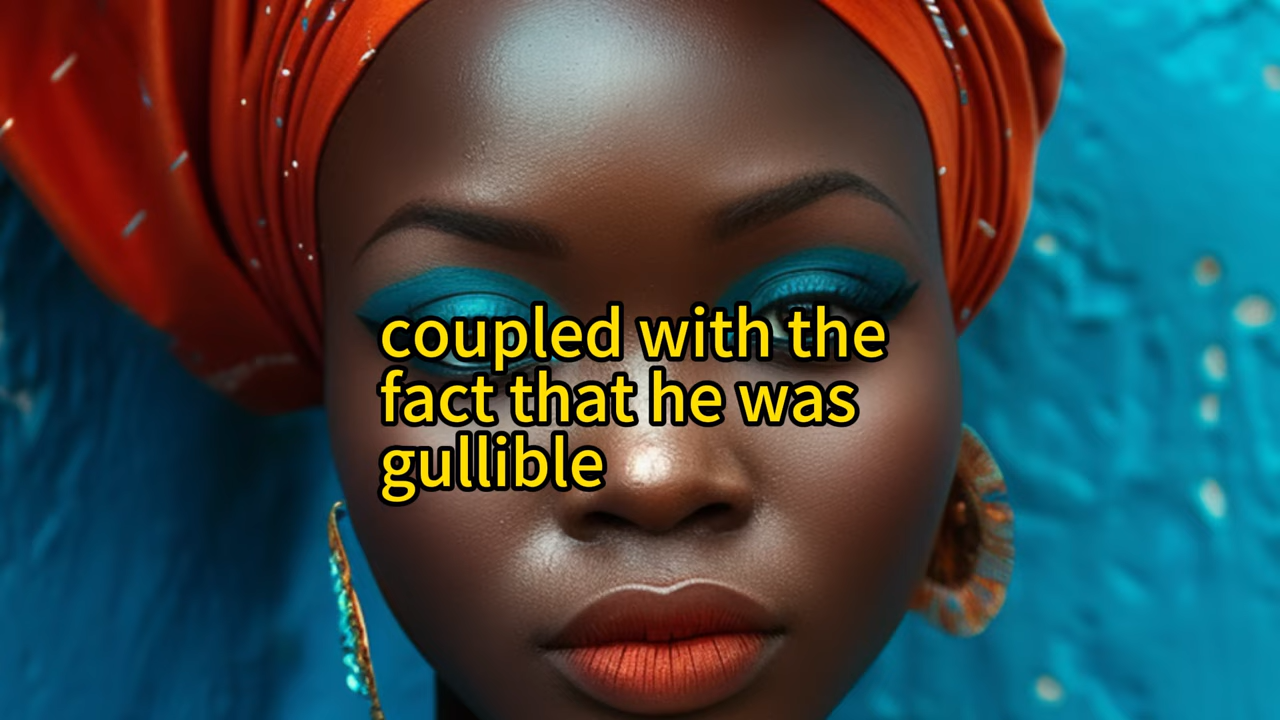 coupled with the
fact that he was
gullible